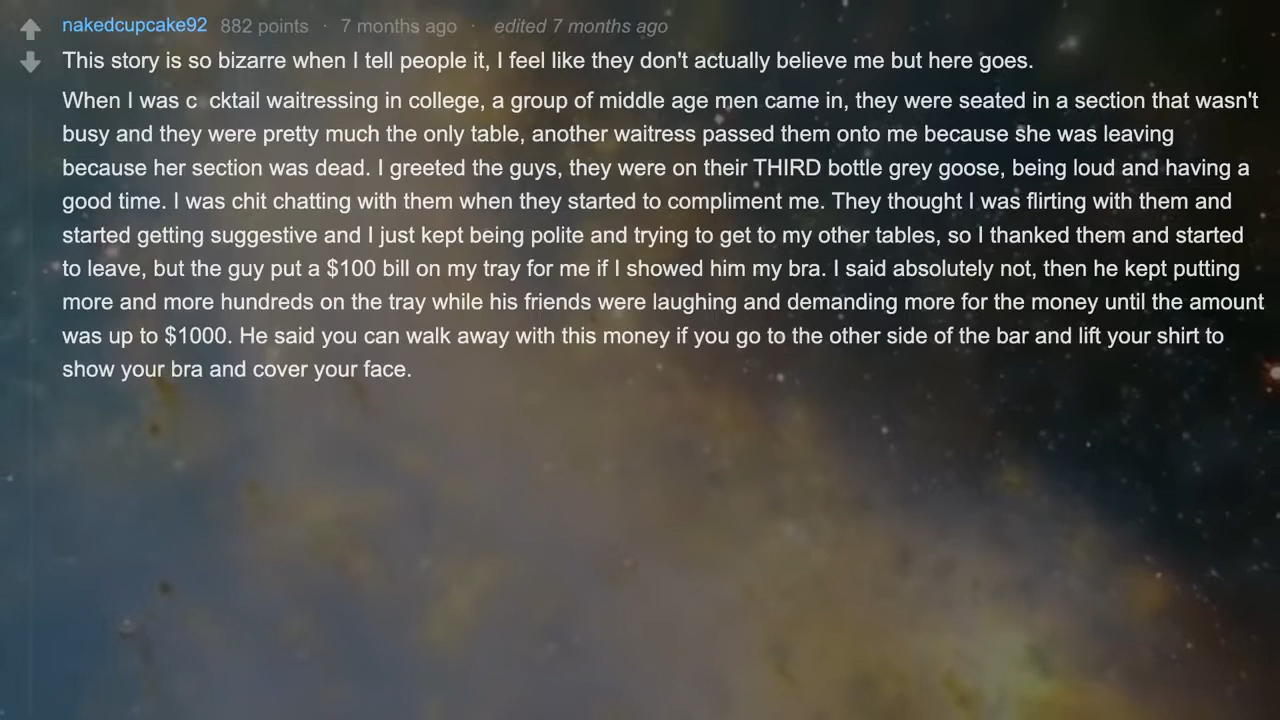 nakedcupcake92 882 points · 7 months ago · edited 7 months ago
This story is so bizarre when I tell people it, I feel like they don't actually believe me but here goes.
When I was c cktail waitressing in college, a group of middle age men came in, they were seated in a section that wasn't
busy and they were pretty much the only table, another waitress passed them onto me because she was leaving
because her section was dead. I greeted the guys, they were on their THIRD bottle grey goose, being loud and having a
good time. I was chit chatting with them when they started to compliment me. They thought I was flirting with them and
started getting suggestive and I just kept being polite and trying to get to my other tables, so I thanked them and started
to leave, but the guy put a $100 bill on my tray for me if I showed him my bra. I said absolutely not, then he kept putting
more and more hundreds on the tray while his friends were laughing and demanding more for the money until the amount
was up to $1000. He said you can walk away with this money if you go to the other side of the bar and lift your shirt to
show your bra and cover your face.